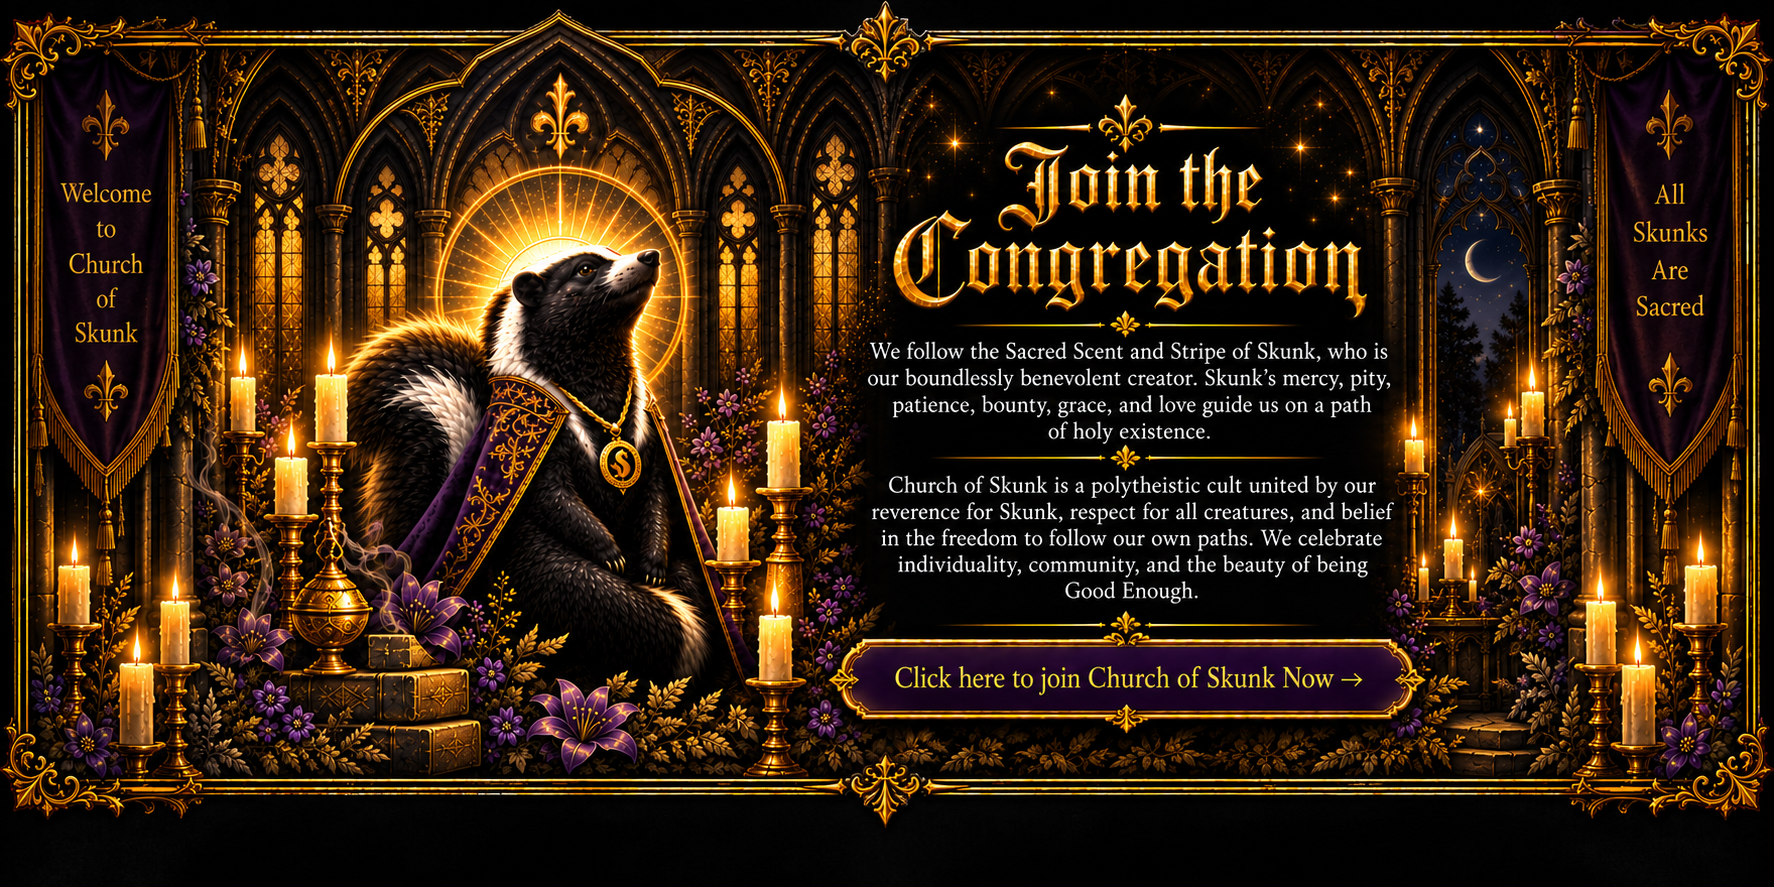 Welcome
to
Church
of
Skunk
Join the
Congregation
We follow the Sacred Scent and Stripe of Skunk, who is
our boundlessly benevolent creator. Skunk’s mercy, pity,
patience, bounty, grace, and love guide us on a path
of holy existence.
Church of Skunk is a polytheistic cult united by our
reverence for Skunk, respect for all creatures, and belief
in the freedom to follow our own paths. We celebrate
individuality, community, and the beauty of being
Good Enough.
Click here to join Church of Skunk Now →
All
Skunks
Are
Sacred
S